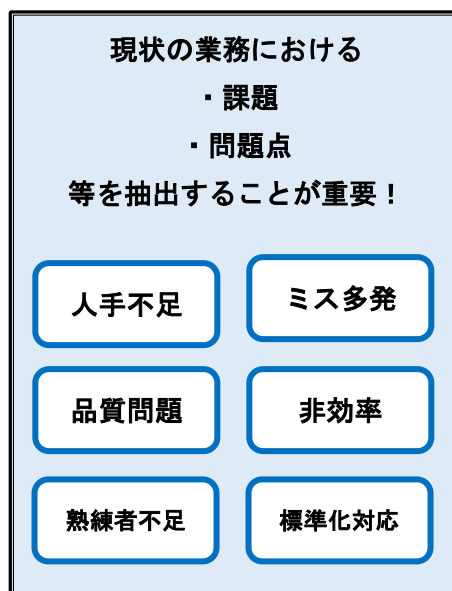 現状の業務における
・課題
・問題点
等を抽出することが重要！
人手不足
ミス多発
品質問題
非効率
熟練者不足
標準化対応